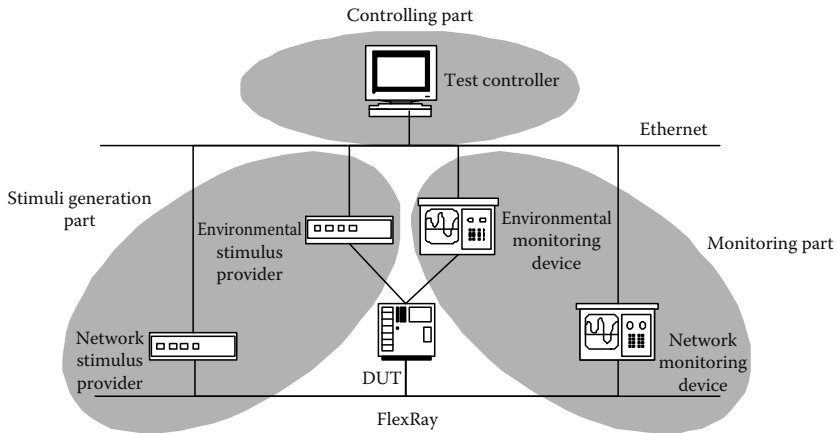 Controlling part
Test controller
Ethernet
Stimuli generation
part
Environmental
stimulus
provider
Environmental
monitoring
device
Monitoring part
Network
stimulus
provider
DUT
Network
monitoring
device
FlexRay